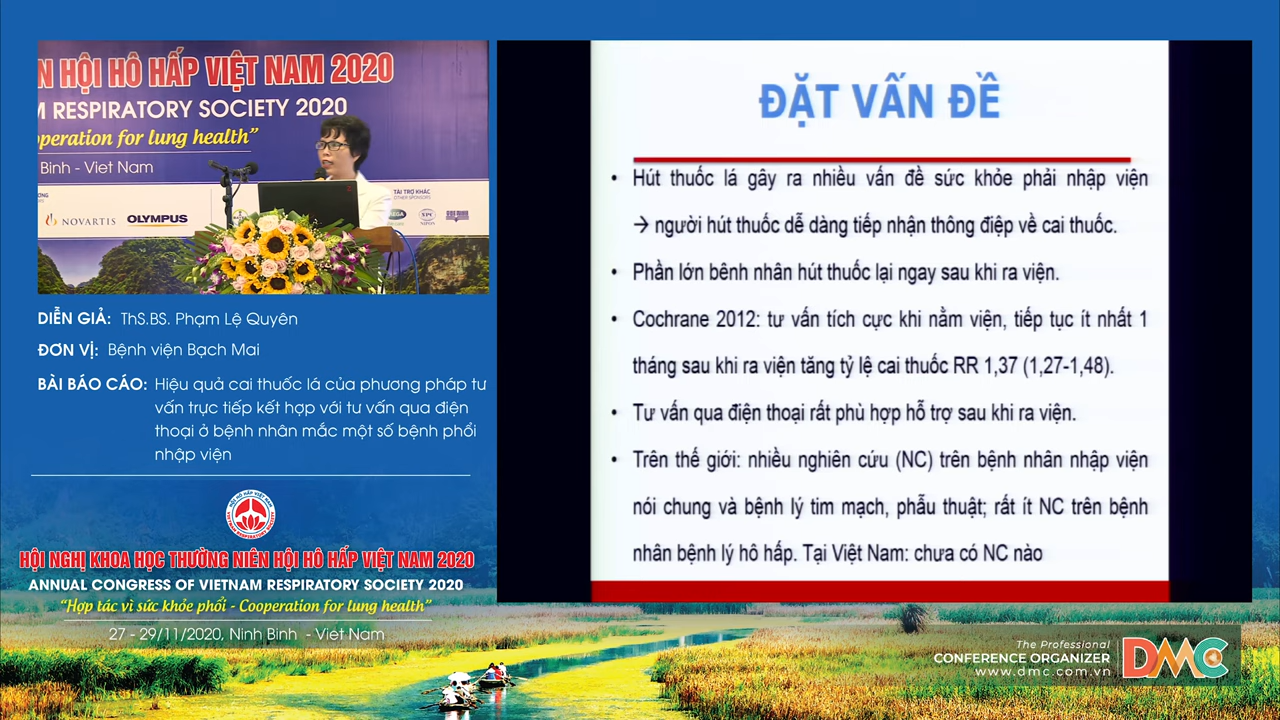 N HỘI HÔ HẤP VIỆT NAM 2020
M RESPIRATORY SOCIETY 2020
operation for lung health”
Binh - Viet Nam
TÀI TRỢ KHÁC
OTHER SPONSORS
NOVARTIS
OLYMPUS
DIỄN GIẢ: ThS.BS. Phạm Lệ Quyên
ĐƠN VỊ: Bệnh viện Bạch Mai
BÀI BÁO CÁO: Hiệu quả cai thuốc lá của phương pháp tư
vấn trực tiếp kết hợp với tư vấn qua điện
thoại ở bệnh nhân mắc một số bệnh phổi
nhập viện
HỘI NGHỊ KHOA HỌC THƯỜNG NIÊN HỘI HÔ HẤP VIỆT NAM 2020
ANNUAL CONGRESS OF VIETNAM RESPIRATORY SOCIETY 2020
“Hợp tác vì sức khỏe phổi - Cooperation for lung health”
27 - 29/11/2020, Ninh Binh - Viet Nam
ĐẶT VẤN ĐỀ
• Hút thuốc lá gây ra nhiều vấn đề sức khỏe phải nhập viện
→ người hút thuốc dễ dàng tiếp nhận thông điệp về cai thuốc.
• Phần lớn bênh nhân hút thuốc lại ngay sau khi ra viện.
• Cochrane 2012: tư vấn tích cực khi nằm viện, tiếp tục ít nhất 1
tháng sau khi ra viện tăng tỷ lệ cai thuốc RR 1,37 (1,27-1,48).
• Tư vấn qua điện thoại rất phù hợp hỗ trợ sau khi ra viện.
• Trên thế giới: nhiều nghiên cứu (NC) trên bệnh nhân nhập viện
nói chung và bệnh lý tim mạch, phẫu thuật; rất ít NC trên bệnh
nhân bệnh lý hô hấp. Tại Việt Nam: chưa có NC nào
The Professional
CONFERENCE ORGANIZER
www.dmc.com.vn
DMC